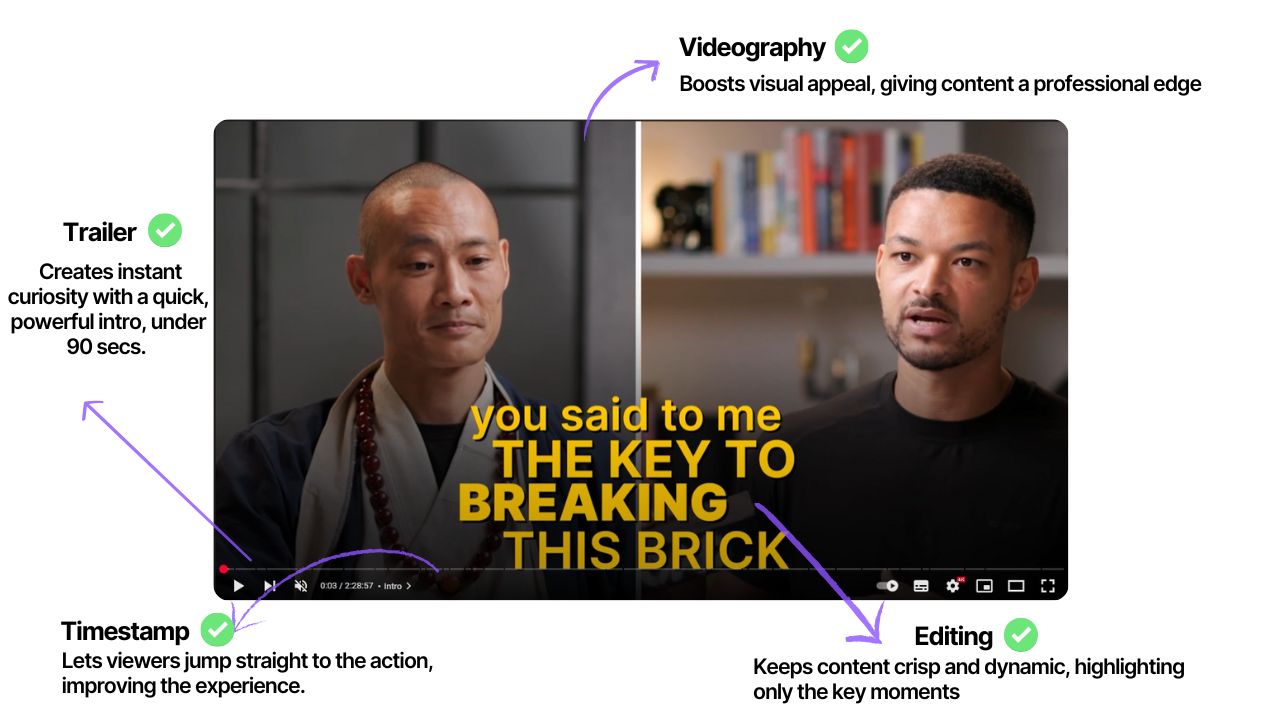 Videography
Boosts visual appeal, giving content a professional edge
Trailer
Creates instant
curiosity with a quick,
powerful intro, under
90 secs.
you said to me
THE KEY TO
BREAKING
THIS BRICK
0:03 / 2:28:57 • Intro >
Timestamp
Lets viewers jump straight to the action,
improving the experience.
Editing
Keeps content crisp and dynamic, highlighting
only the key moments